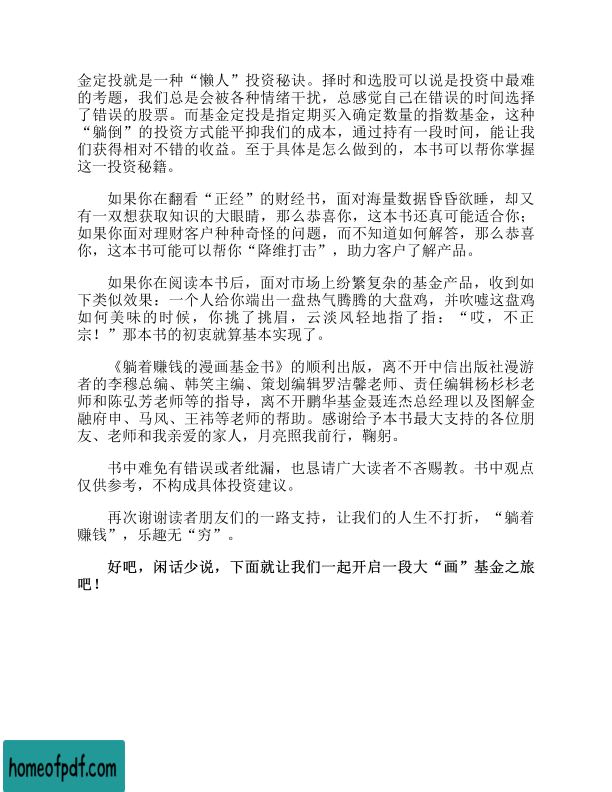 金定投就是一种“懒人”投资秘诀。择时和选股可以说是投资中最难
的考题，我们总是会被各种情绪干扰，总感觉自己在错误的时间选择
了错误的股票。而基金定投是指定期买入确定数量的指数基金，这种
“躺倒”的投资方式能平抑我们的成本，通过持有一段时间，能让我
们获得相对不错的收益。至于具体是怎么做到的，本书可以帮你掌握
这一投资秘籍。
如果你在翻看“正经”的财经书，面对海量数据昏昏欲睡，却又
有一双想获取知识的大眼睛，那么恭喜你，这本书还真可能适合你；
如果你面对理财客户种种奇怪的问题，而不知道如何解答，那么恭喜
你，这本书可能可以帮你“降维打击”，助力客户了解产品。
如果你在阅读本书后，面对市场上纷繁复杂的基金产品，收到如
下类似效果：一个人给你端出一盘热气腾腾的大盘鸡，并吹嘘这盘鸡
如何美味的时候，你挑了挑眉，云淡风轻地指了指：“哎，不正
宗！”那本书的初衷就算基本实现了。
《躺着赚钱的漫画基金书》的顺利出版，离不开中信出版社漫游
者的李穆总编、韩笑主编、策划编辑罗洁馨老师、责任编辑杨杉杉老
师和陈弘芳老师等的指导，离不开鹏华基金聂连杰总经理以及图解金
融府申、马风、王祎等老师的帮助。感谢给予本书最大支持的各位朋
友、老师和我亲爱的家人，月亮照我前行，鞠躬。
书中难免有错误或者纰漏，也恳请广大读者不吝赐教。书中观点
仅供参考，不构成具体投资建议。
再次谢谢读者朋友们的一路支持，让我们的人生不打折，“躺着
赚钱”，乐趣无“穷”。
好吧，闲话少说，下面就让我们一起开启一段大“画”基金之旅
吧！
homeofpdf.com